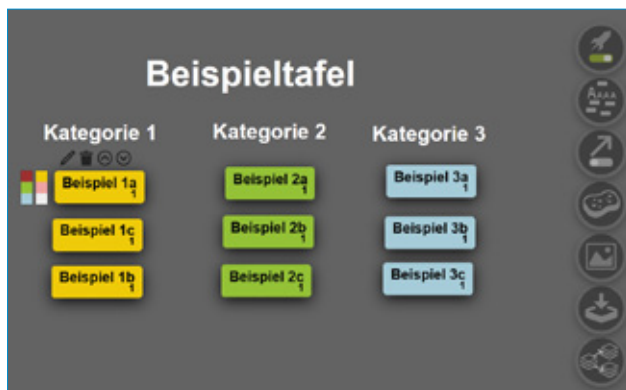 Beispieltafel
Kategorie 1 Kategorie 2 Kategorie 3
Beispiel 1a Beispiel 2a Beispiel 3a
1 1 1
Beispiel 1c Beispiel 2b Beispiel 3b
1 1 1
Beispiel 1b Beispiel 2c Beispiel 3c
1 1 1